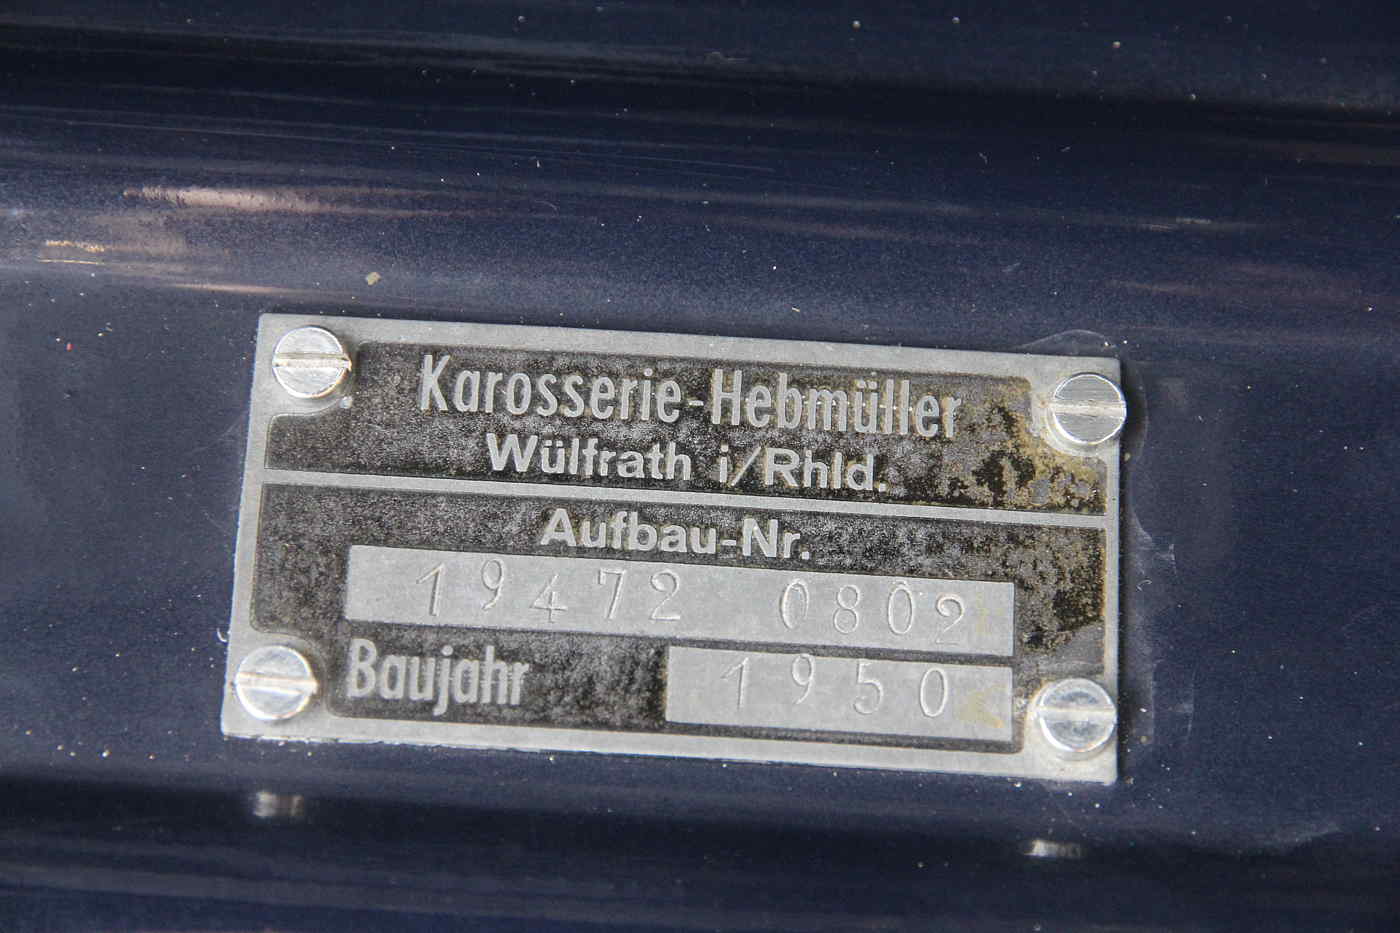 Karosserie-Hebmüller
Wülfrath i/Rhld.
Aufbau-Nr.
19472 0802
Baujahr 1950